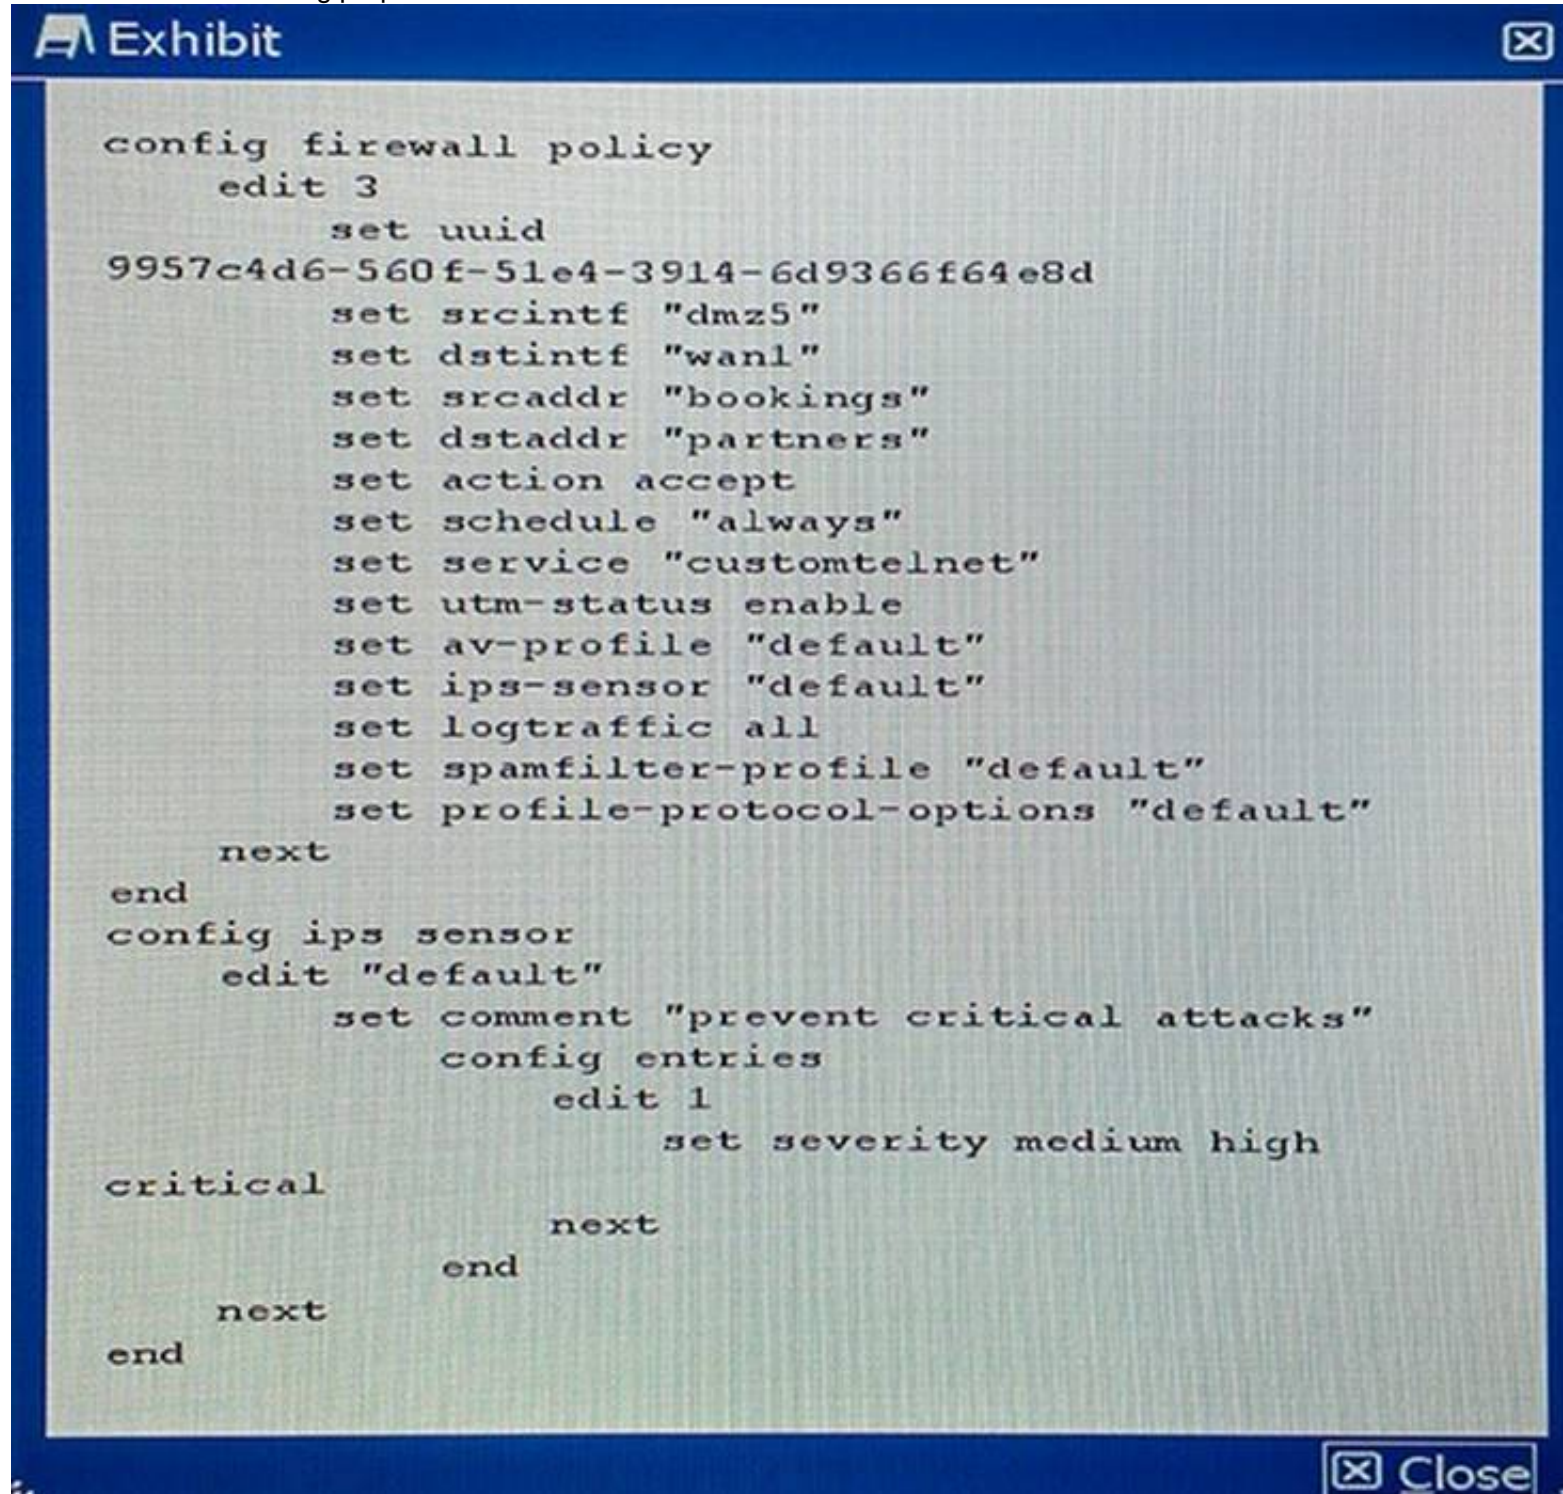 Exhibit
config firewall policy
edit 3
set uuid
9957c4d6-560f-51e4-3914-6d9366f64e8d
set srcintf "dmz5"
set dstintf "wan1"
set srcaddr "bookings"
set dstaddr "partners"
set action accept
set schedule "always"
set service "customtelnet"
set utm-status enable
set av-profile "default"
set ips-sensor "default"
set logtraffic all
set spamfilter-profile "default"
set profile-protocol-options "default"
next
end
config ips sensor
edit "default"
set comment "prevent critical attacks"
config entries
edit 1
set severity medium high
critical
next
end
next
end
Close